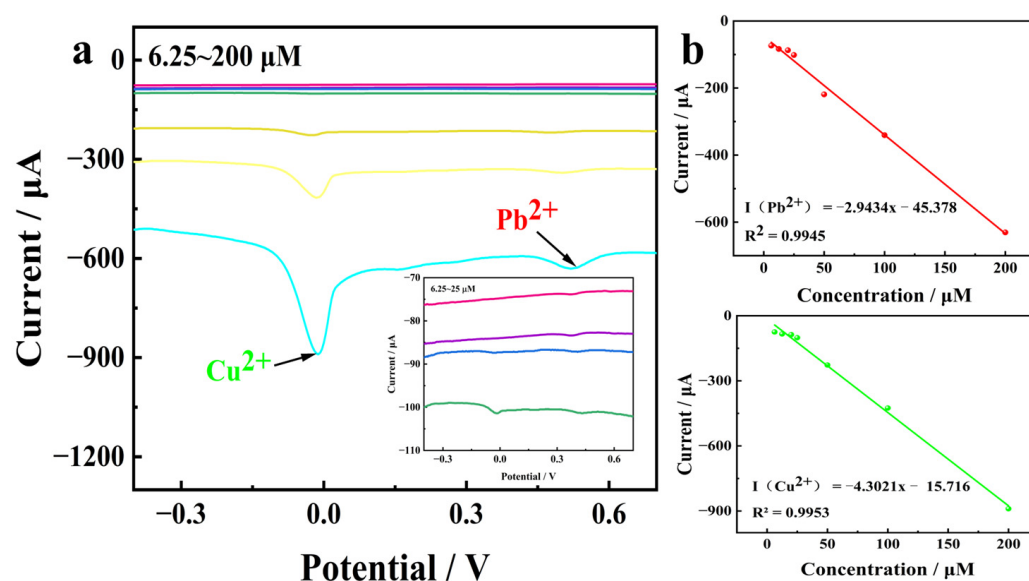 a
6.25~200 μM
0
−300
−600
−900
−1200
Current / μA
−0.3
0.0
0.3
0.6
Potential / V
Pb2+
Cu2+
6.25~25 μM
−70
−80
−90
−100
−110
Current / μA
−0.3
0.0
0.3
0.6
Potential / V
b
0
−200
−400
−600
Current / μA
I（Pb2+） = −2.9434x − 45.378
R2 = 0.9945
0
50
100
150
200
Concentration / μM
0
−300
−600
−900
Current / μA
I（Cu2+） = −4.3021x − 15.716
R² = 0.9953
0
50
100
150
200
Concentration / μM